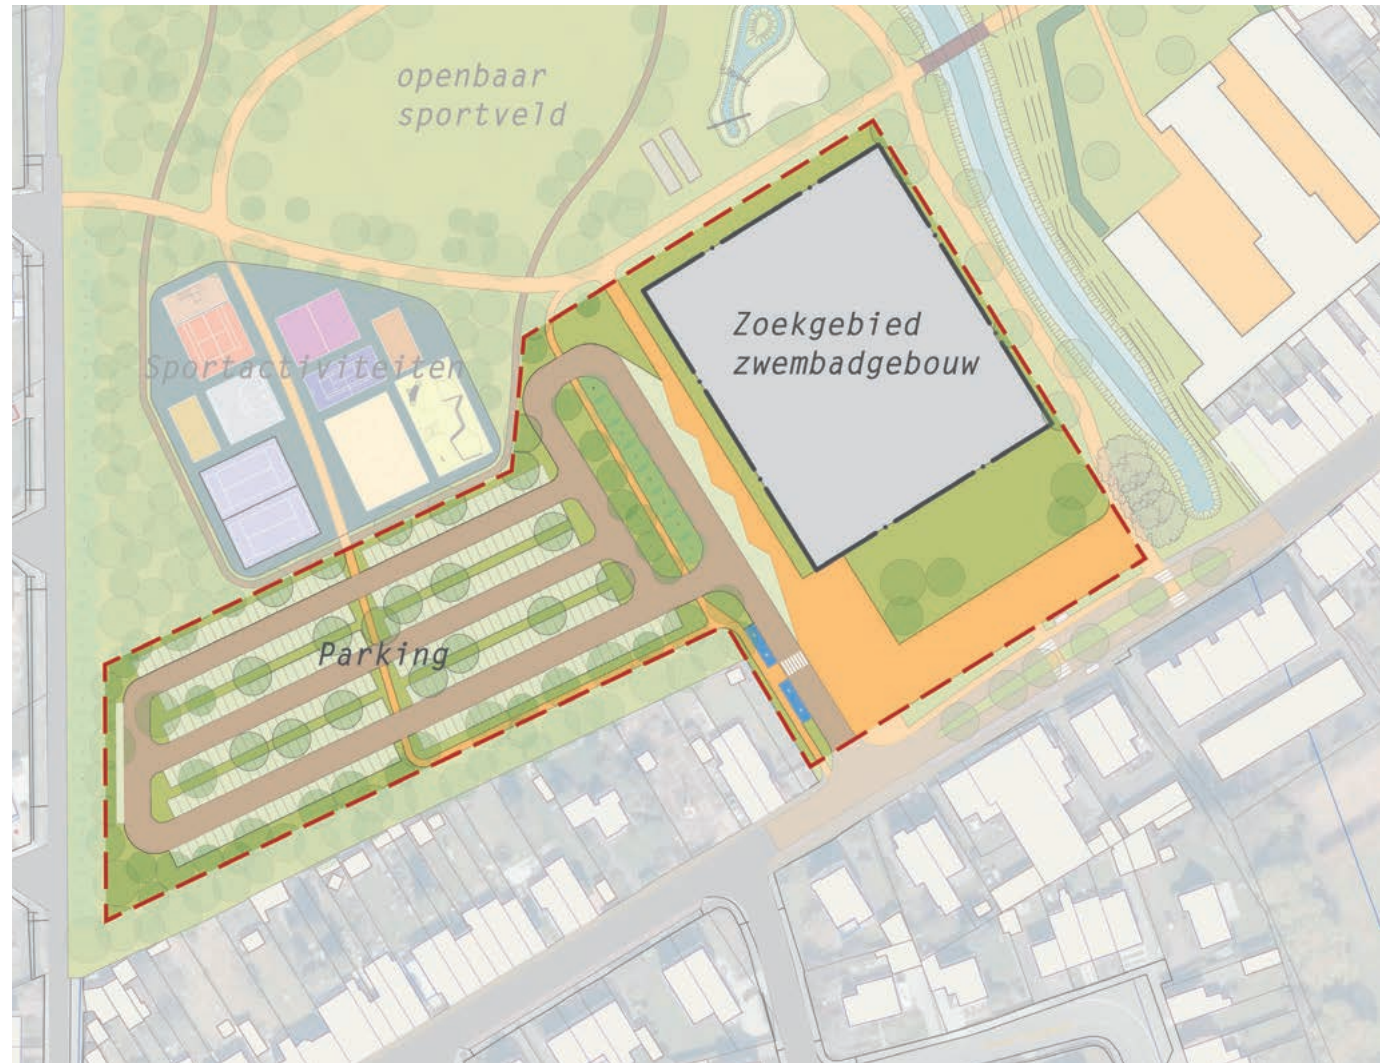 openbaar
sportveld
Zoekgebied
zwembadgebouw
Sportactiviteiten
Parking